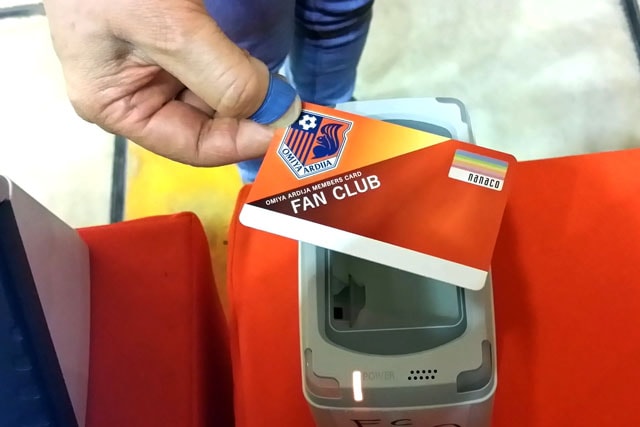 OMIYA ARDIJA
OMIYA ARDIJA MEMBERS CARD
FAN CLUB
nanaco
POWER